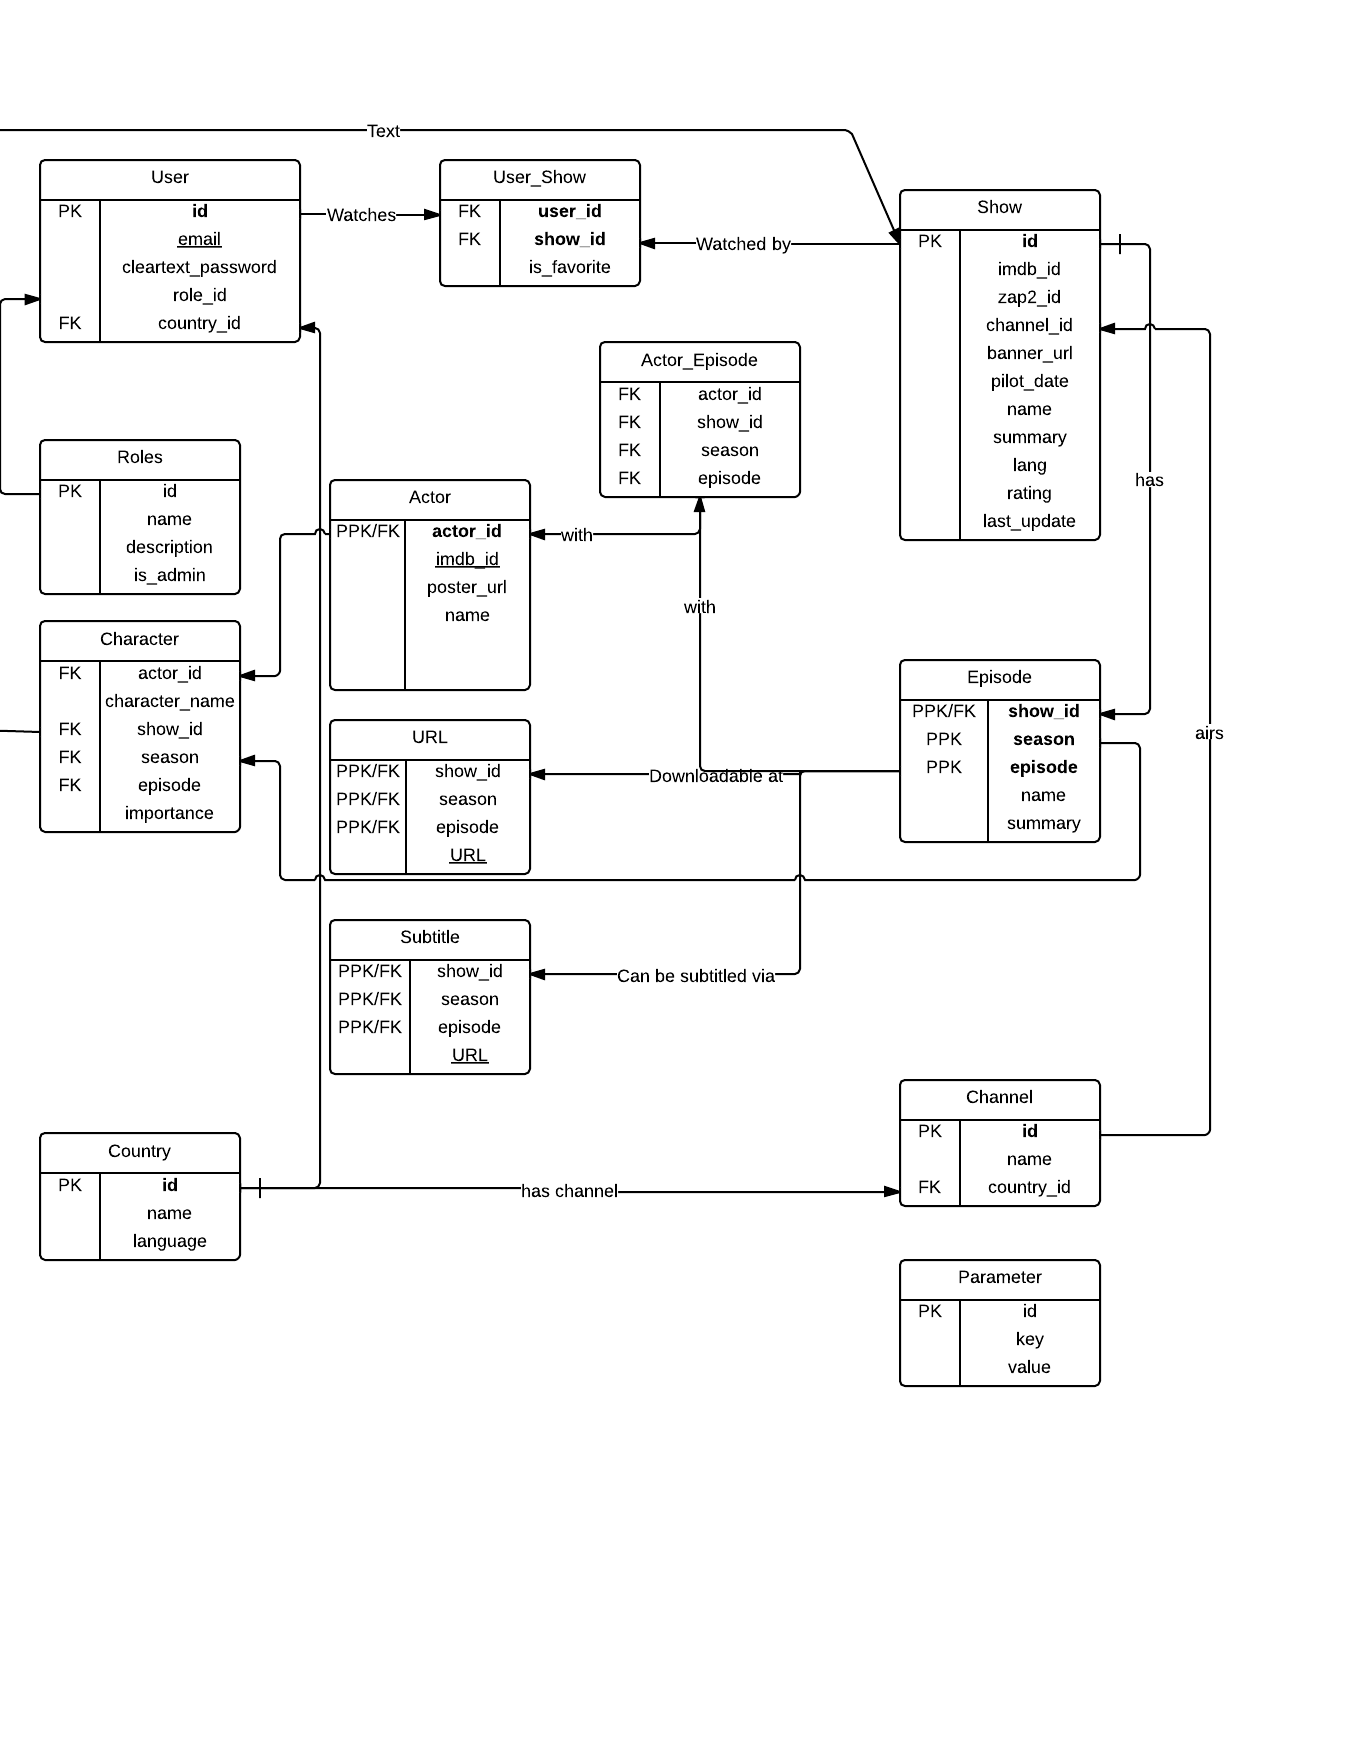 Text
User
PK id
email
cleartext_password
role_id
FK country_id
Watches
User_Show
FK user_id
FK show_id
is_favorite
Watched by
Show
PK id
imdb_id
zap2_id
channel_id
banner_url
pilot_date
name
summary
lang
rating
last_update
Actor_Episode
FK actor_id
FK show_id
FK season
FK episode
has
Roles
PK id
name
description
is_admin
Actor
PPK/FK actor_id
imdb_id
poster_url
name
with
with
Character
FK actor_id
character_name
FK show_id
FK season
FK episode
importance
Episode
PPK/FK show_id
PPK season
PPK episode
name
summary
airs
URL
PPK/FK show_id
PPK/FK season
PPK/FK episode
URL
Downloadable at
Subtitle
PPK/FK show_id
PPK/FK season
PPK/FK episode
URL
Can be subtitled via
Channel
PK id
name
FK country_id
Country
PK id
name
language
has channel
Parameter
PK id
key
value